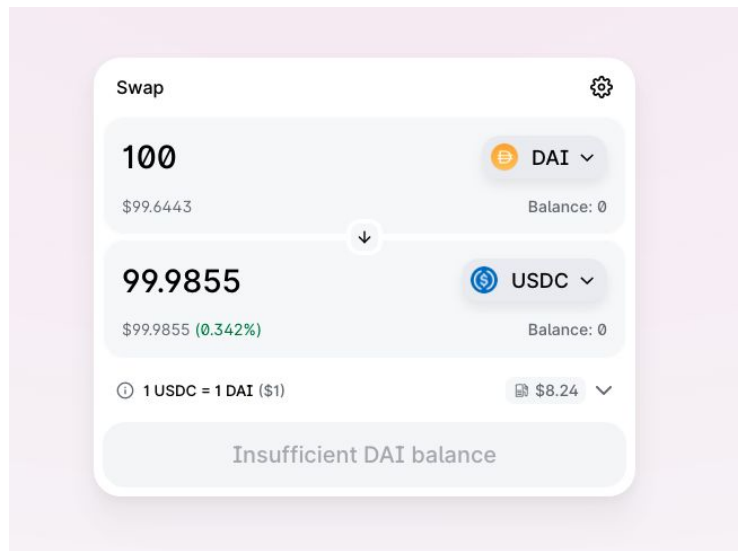 Swap
100
DAI
$99.6443
Balance: 0
99.9855
USDC
$99.9855 (0.342%)
Balance: 0
1 USDC = 1 DAI ($1)
$8.24
Insufficient DAI balance